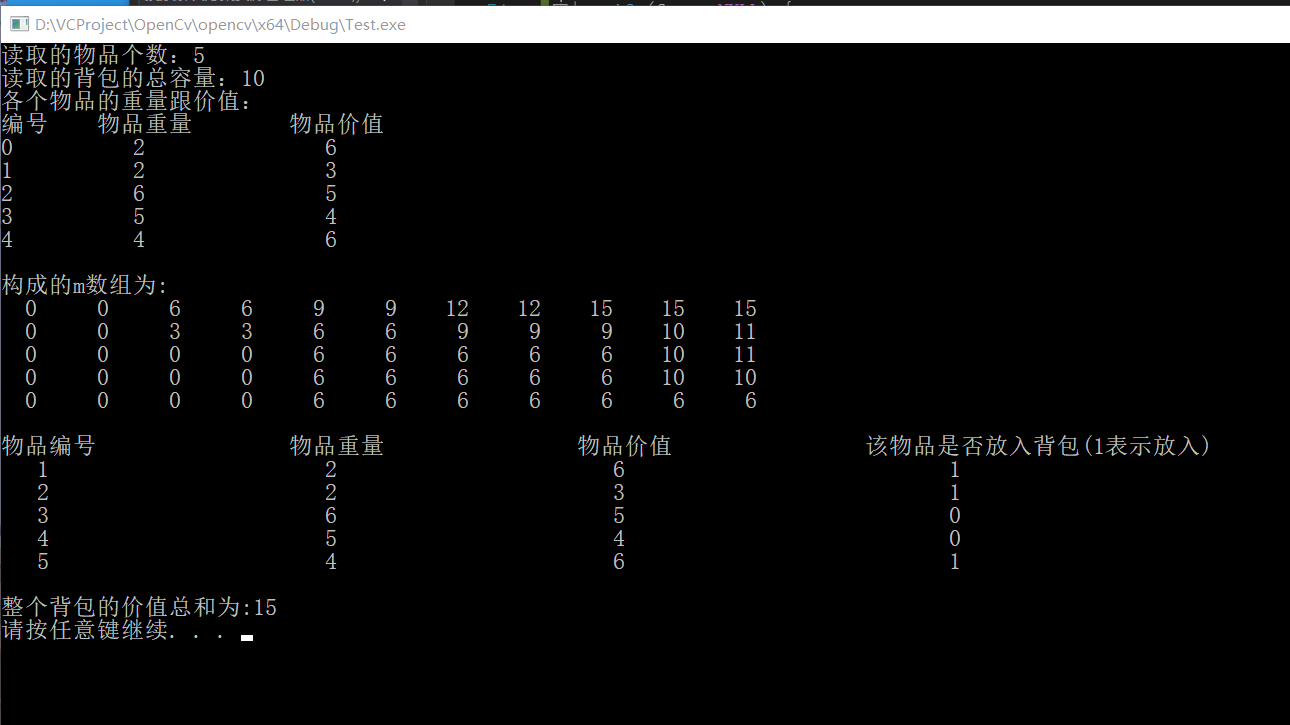 D:\VCProject\OpenCv\opencv\x64\Debug\Test.exe
读取的物品个数：5
读取的背包的总容量：10
各个物品的重量跟价值：
编号 物品重量 物品价值
0 2 6
1 2 3
2 6 5
3 5 4
4 4 6
构成的m数组为:
0 0 6 6 9 9 12 12 15 15 15
0 0 3 3 6 6 9 9 9 10 11
0 0 0 0 6 6 6 6 6 10 11
0 0 0 0 6 6 6 6 6 10 10
0 0 0 0 6 6 6 6 6 6 6
物品编号 物品重量 物品价值 该物品是否放入背包(1表示放入)
1 2 6 1
2 2 3 1
3 6 5 0
4 5 4 0
5 4 6 1
整个背包的价值总和为:15
请按任意键继续. . .